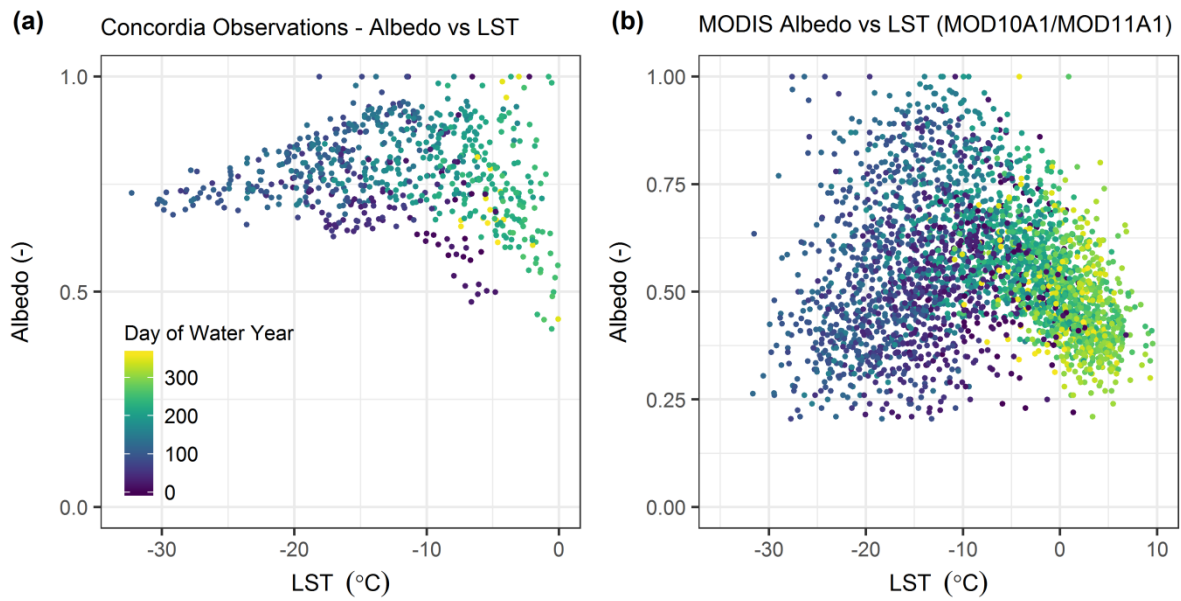 (a)
Concordia Observations - Albedo vs LST
1.0
0.5
0.0
Albedo (-)
Day of Water Year
300
200
100
0
-30
-20
-10
0
LST (°C)
(b)
MODIS Albedo vs LST (MOD10A1/MOD11A1)
1.00
0.75
0.50
0.25
0.00
Albedo (-)
-30
-20
-10
0
10
LST (°C)